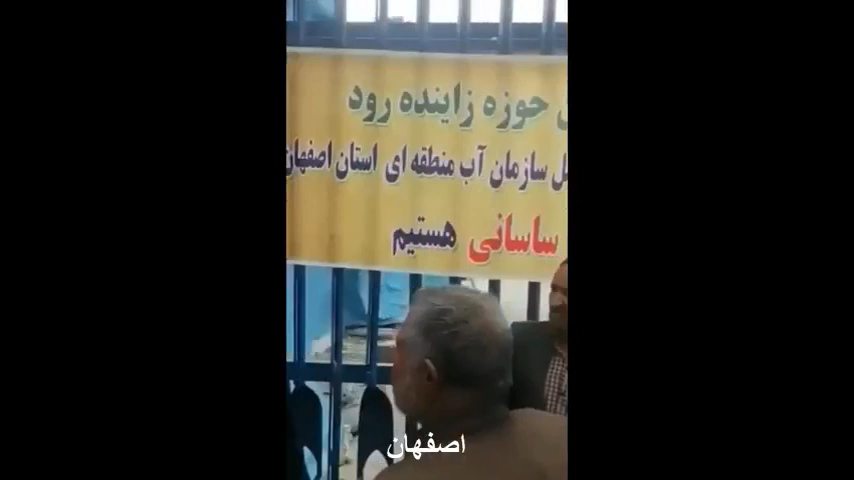 حوزه زاینده رود
سازمان آب منطقه ای استان اصفهان
ساسانی هستیم
اصفهان